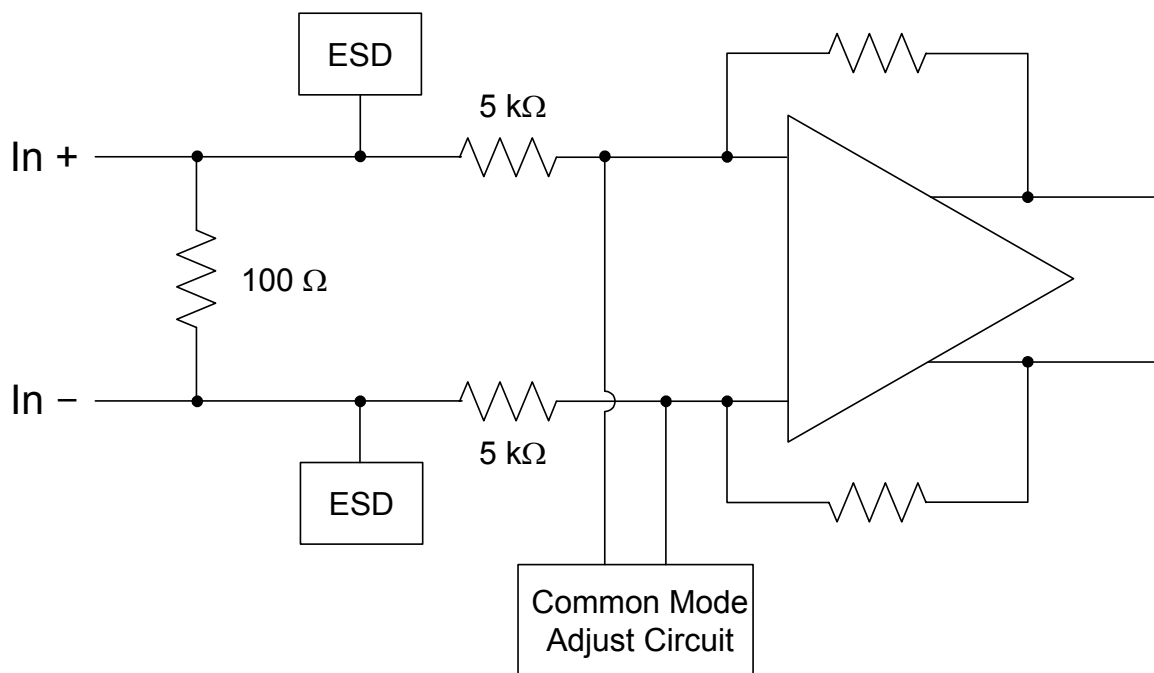 ESD
5 kΩ
In +
100 Ω
In −
5 kΩ
ESD
Common Mode
Adjust Circuit